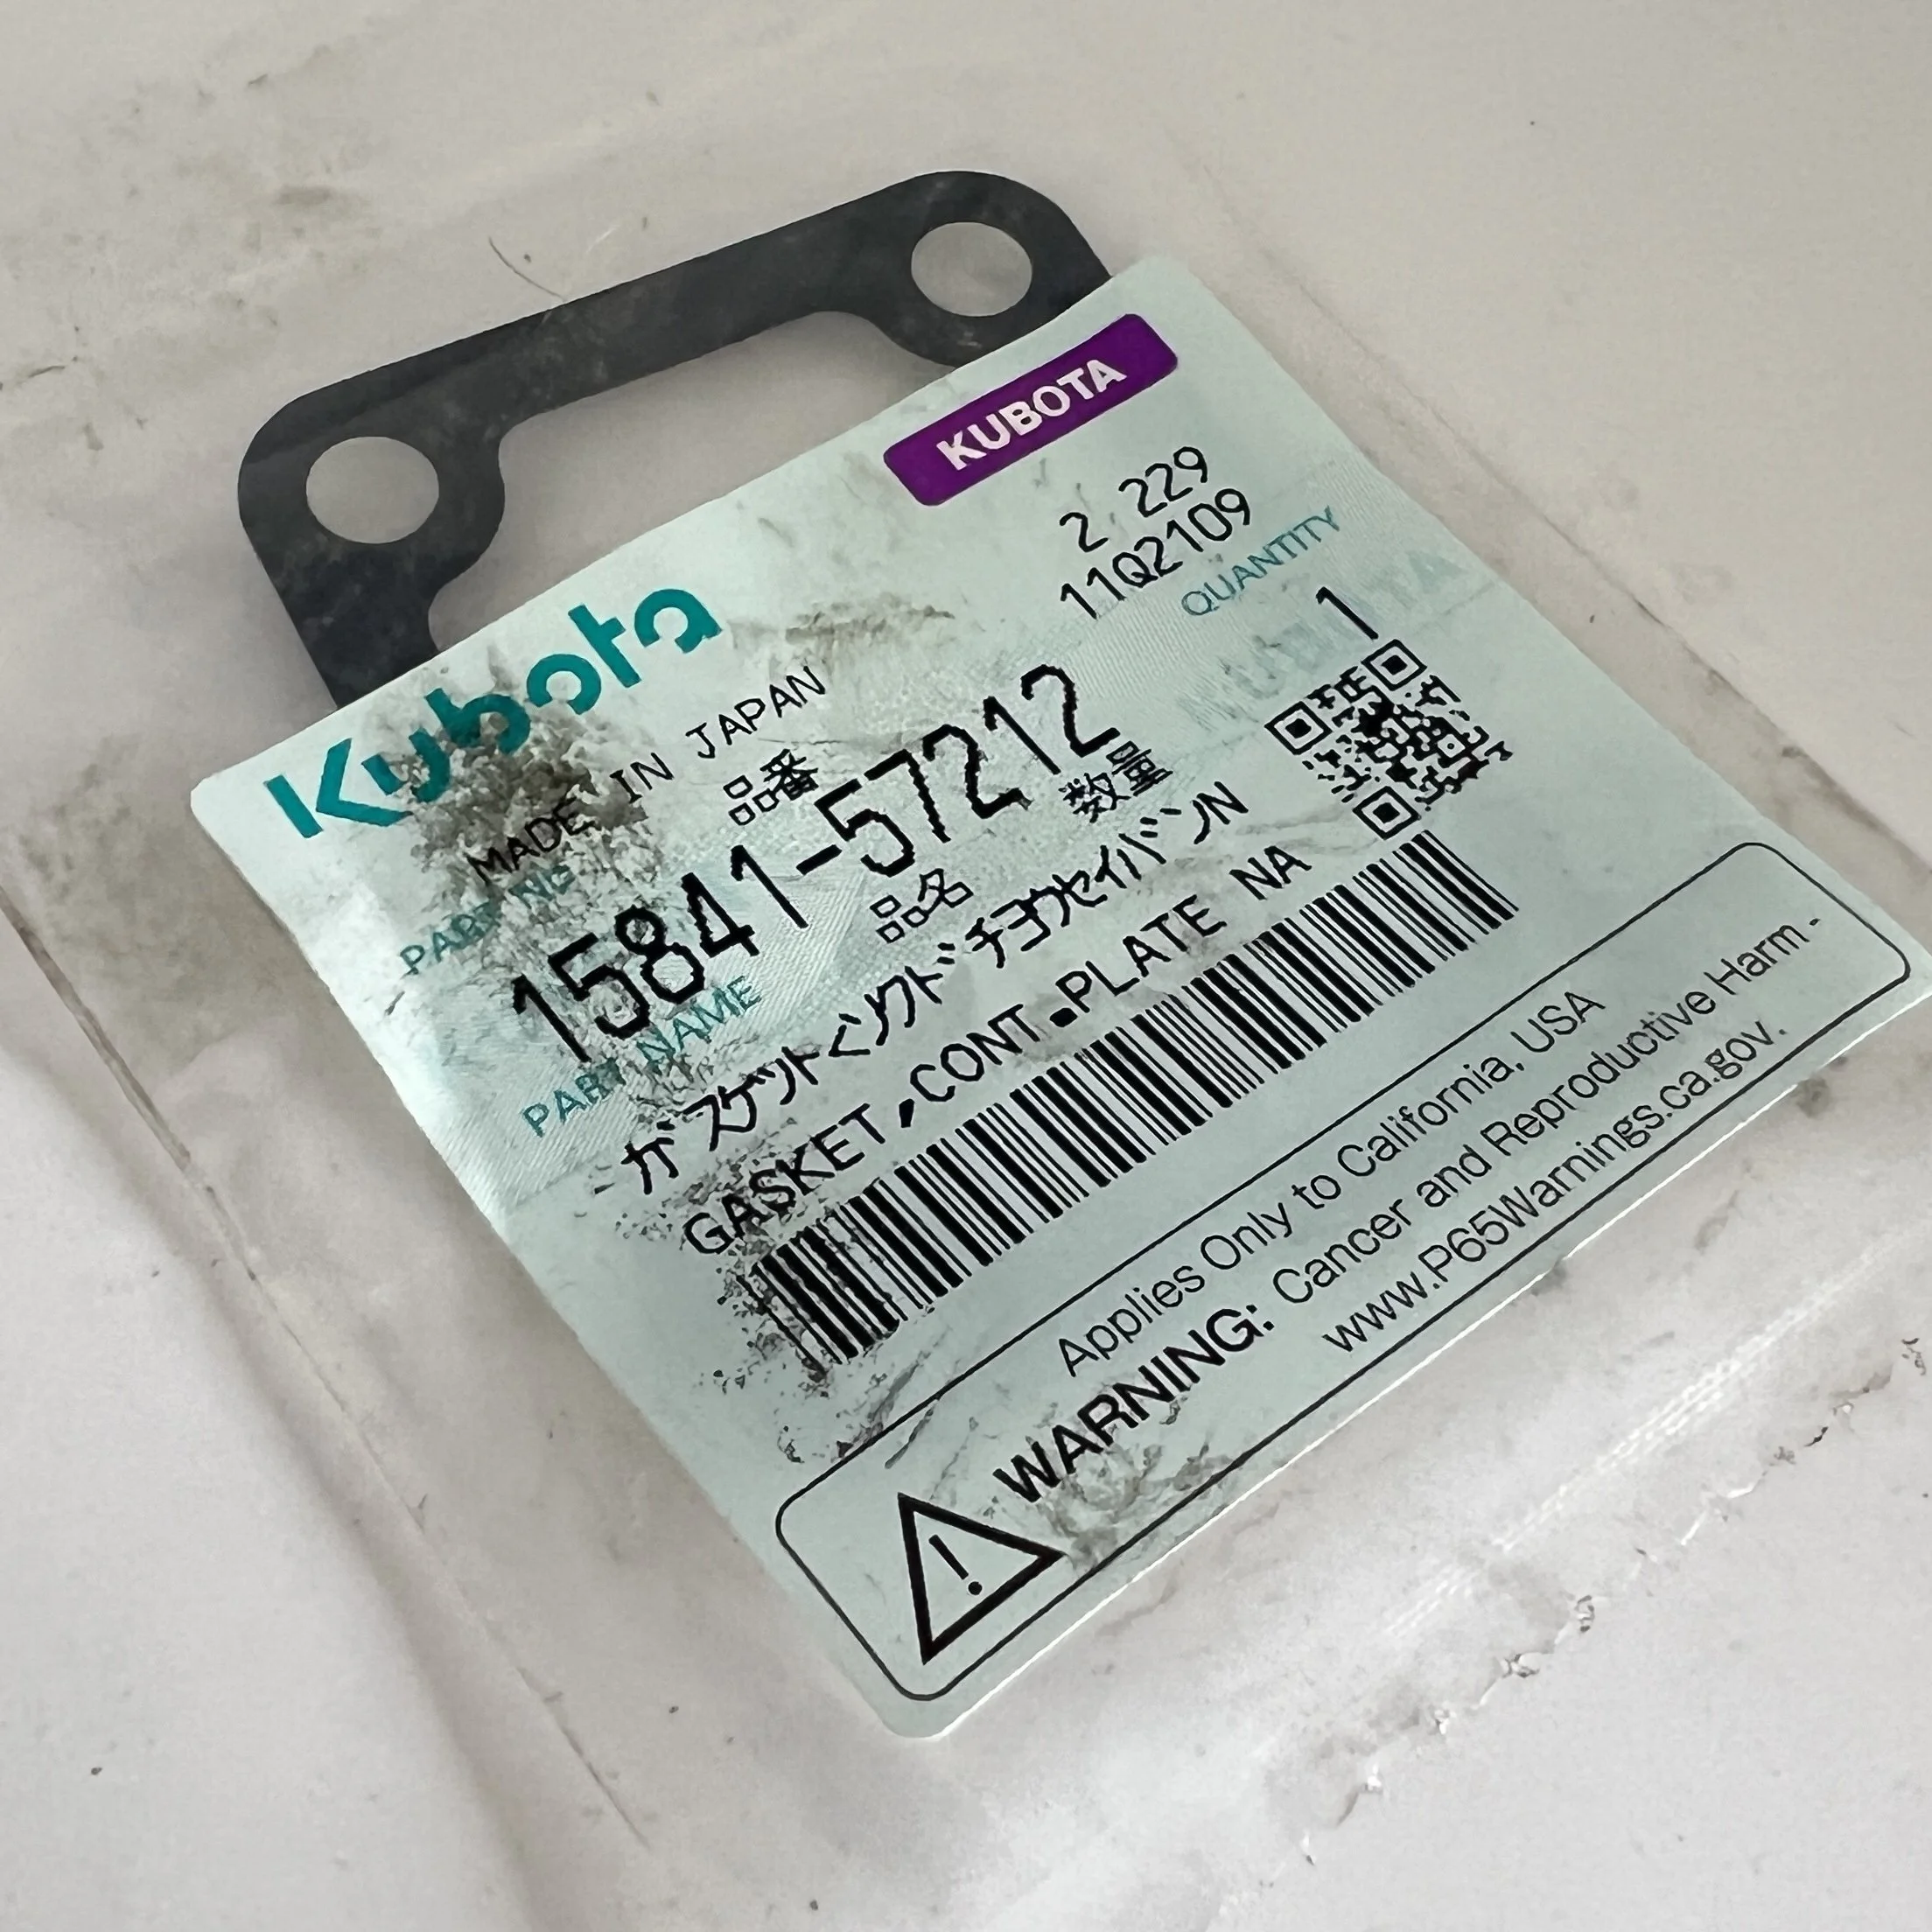 KUBOTA
2 229
11Q2109
QUANTITY
1
Kubota
MADE IN JAPAN
PART NO
品番
15841-57212
数量
PART NAME
品名
ガスケットくソクドチヨウセイバンN
GASKET,CONT.PLATE NA
Applies Only to California, USA
WARNING: Cancer and Reproductive Harm -
www.P65Warnings.ca.gov.